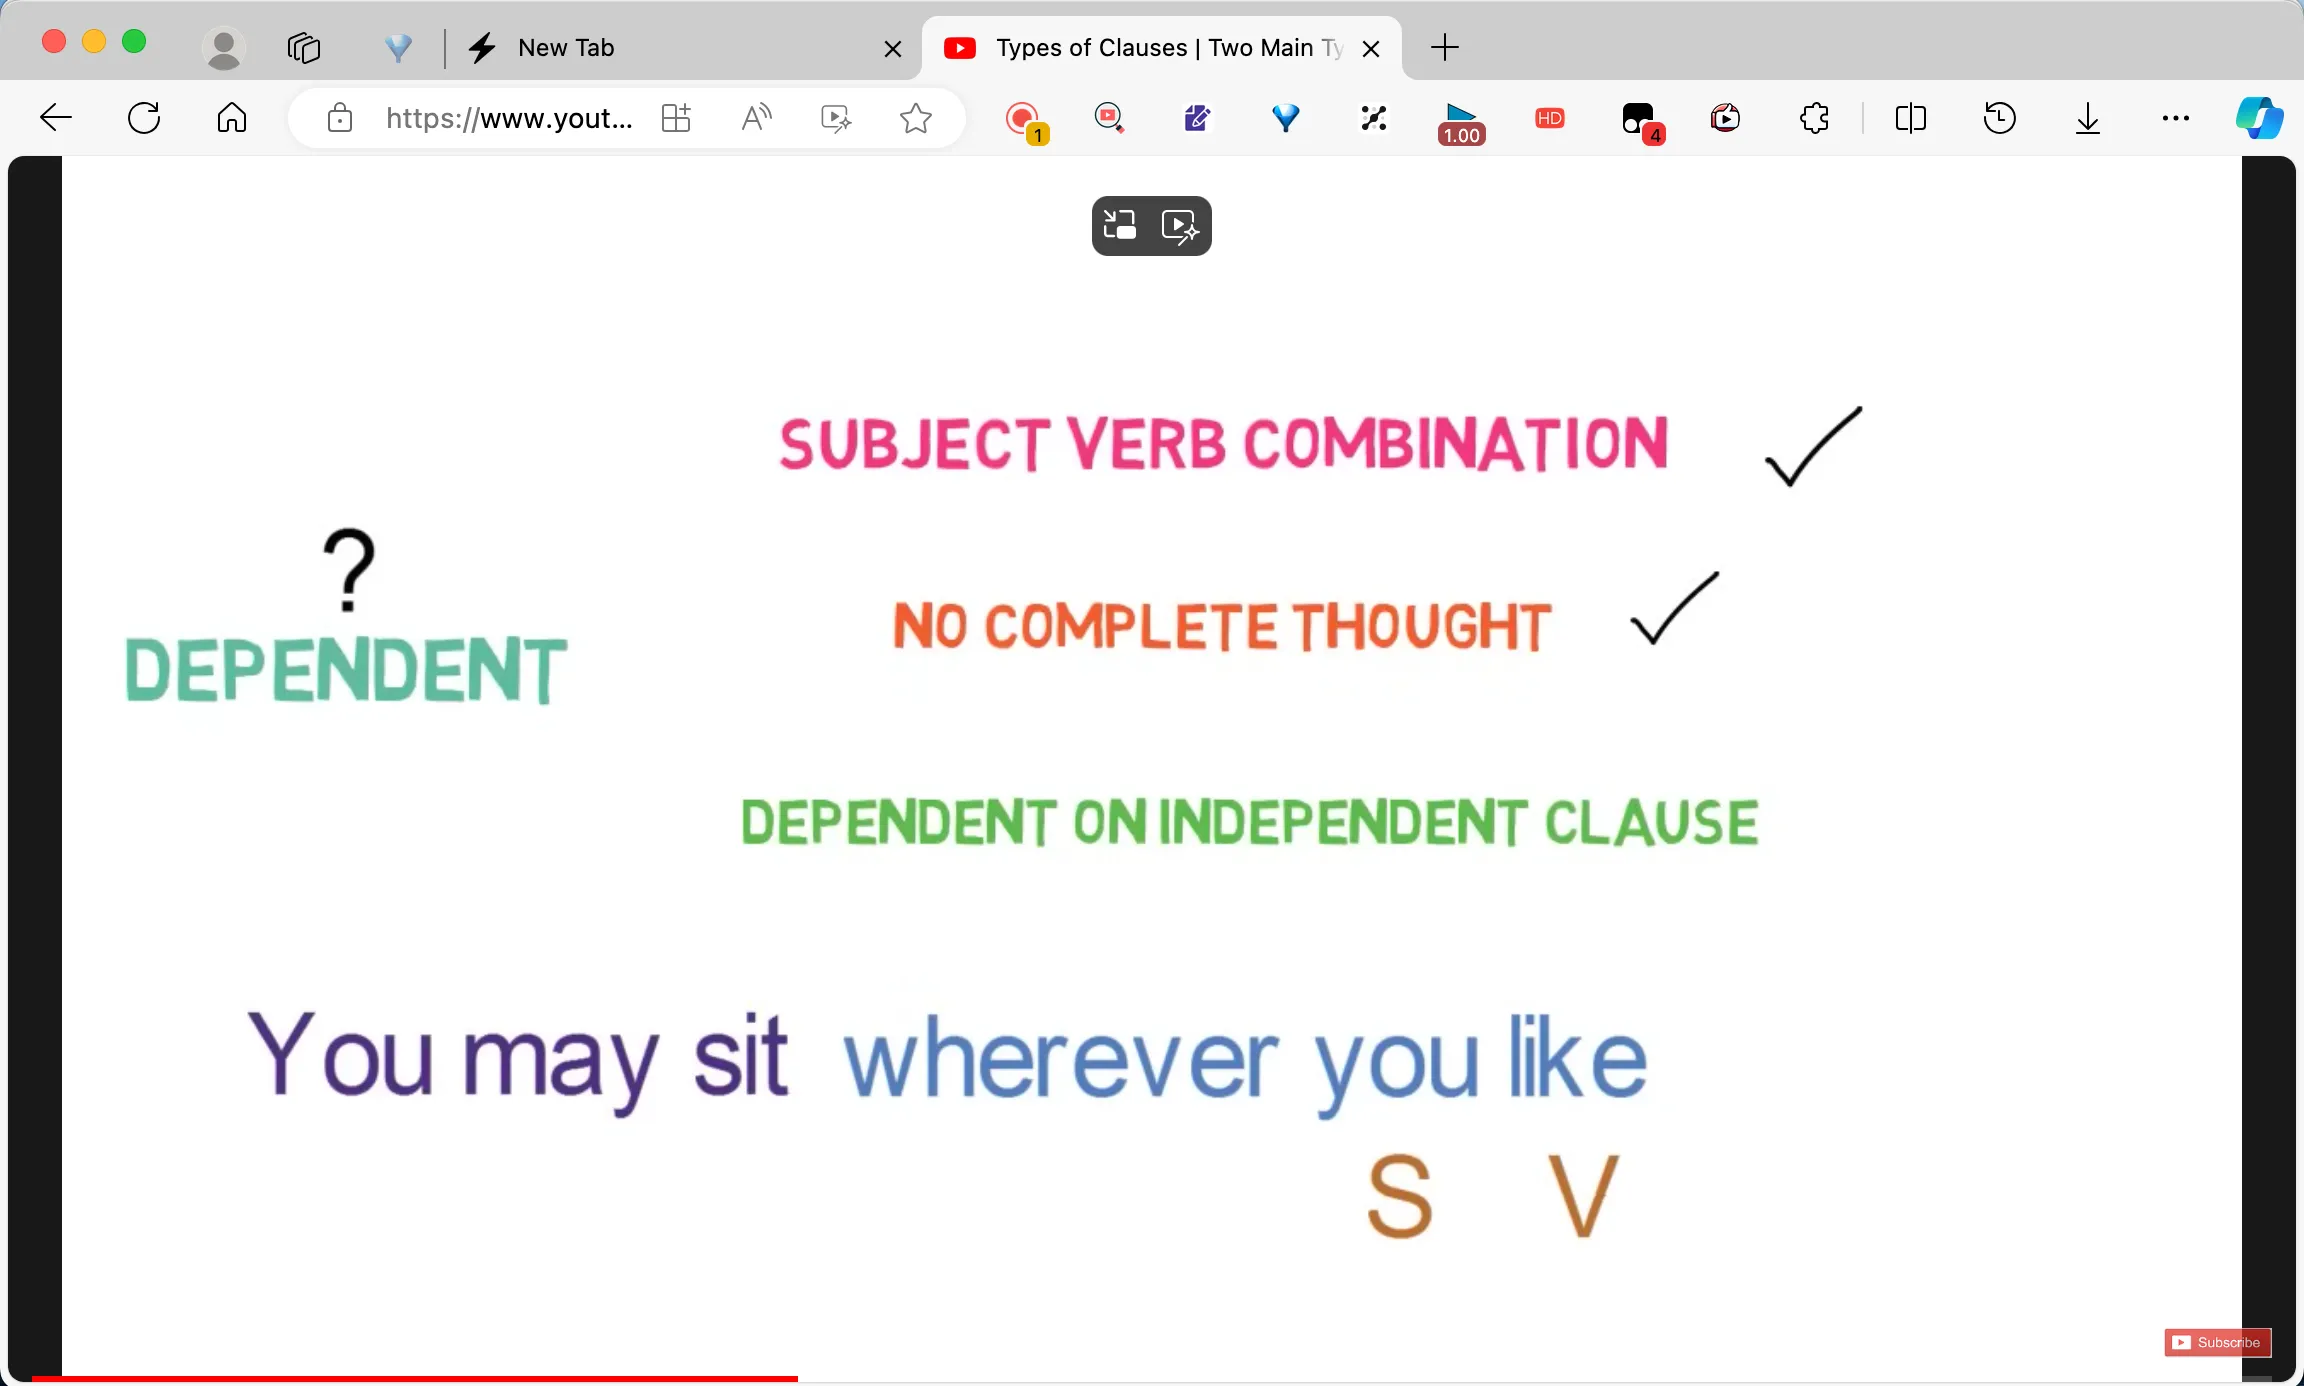 New Tab
Types of Clauses | Two Main Ty
https://www.yout...
1
1.00
HD
4
SUBJECT VERB COMBINATION
?
NO COMPLETE THOUGHT
DEPENDENT
DEPENDENT ON INDEPENDENT CLAUSE
You may sit wherever you like
S V
Subscribe